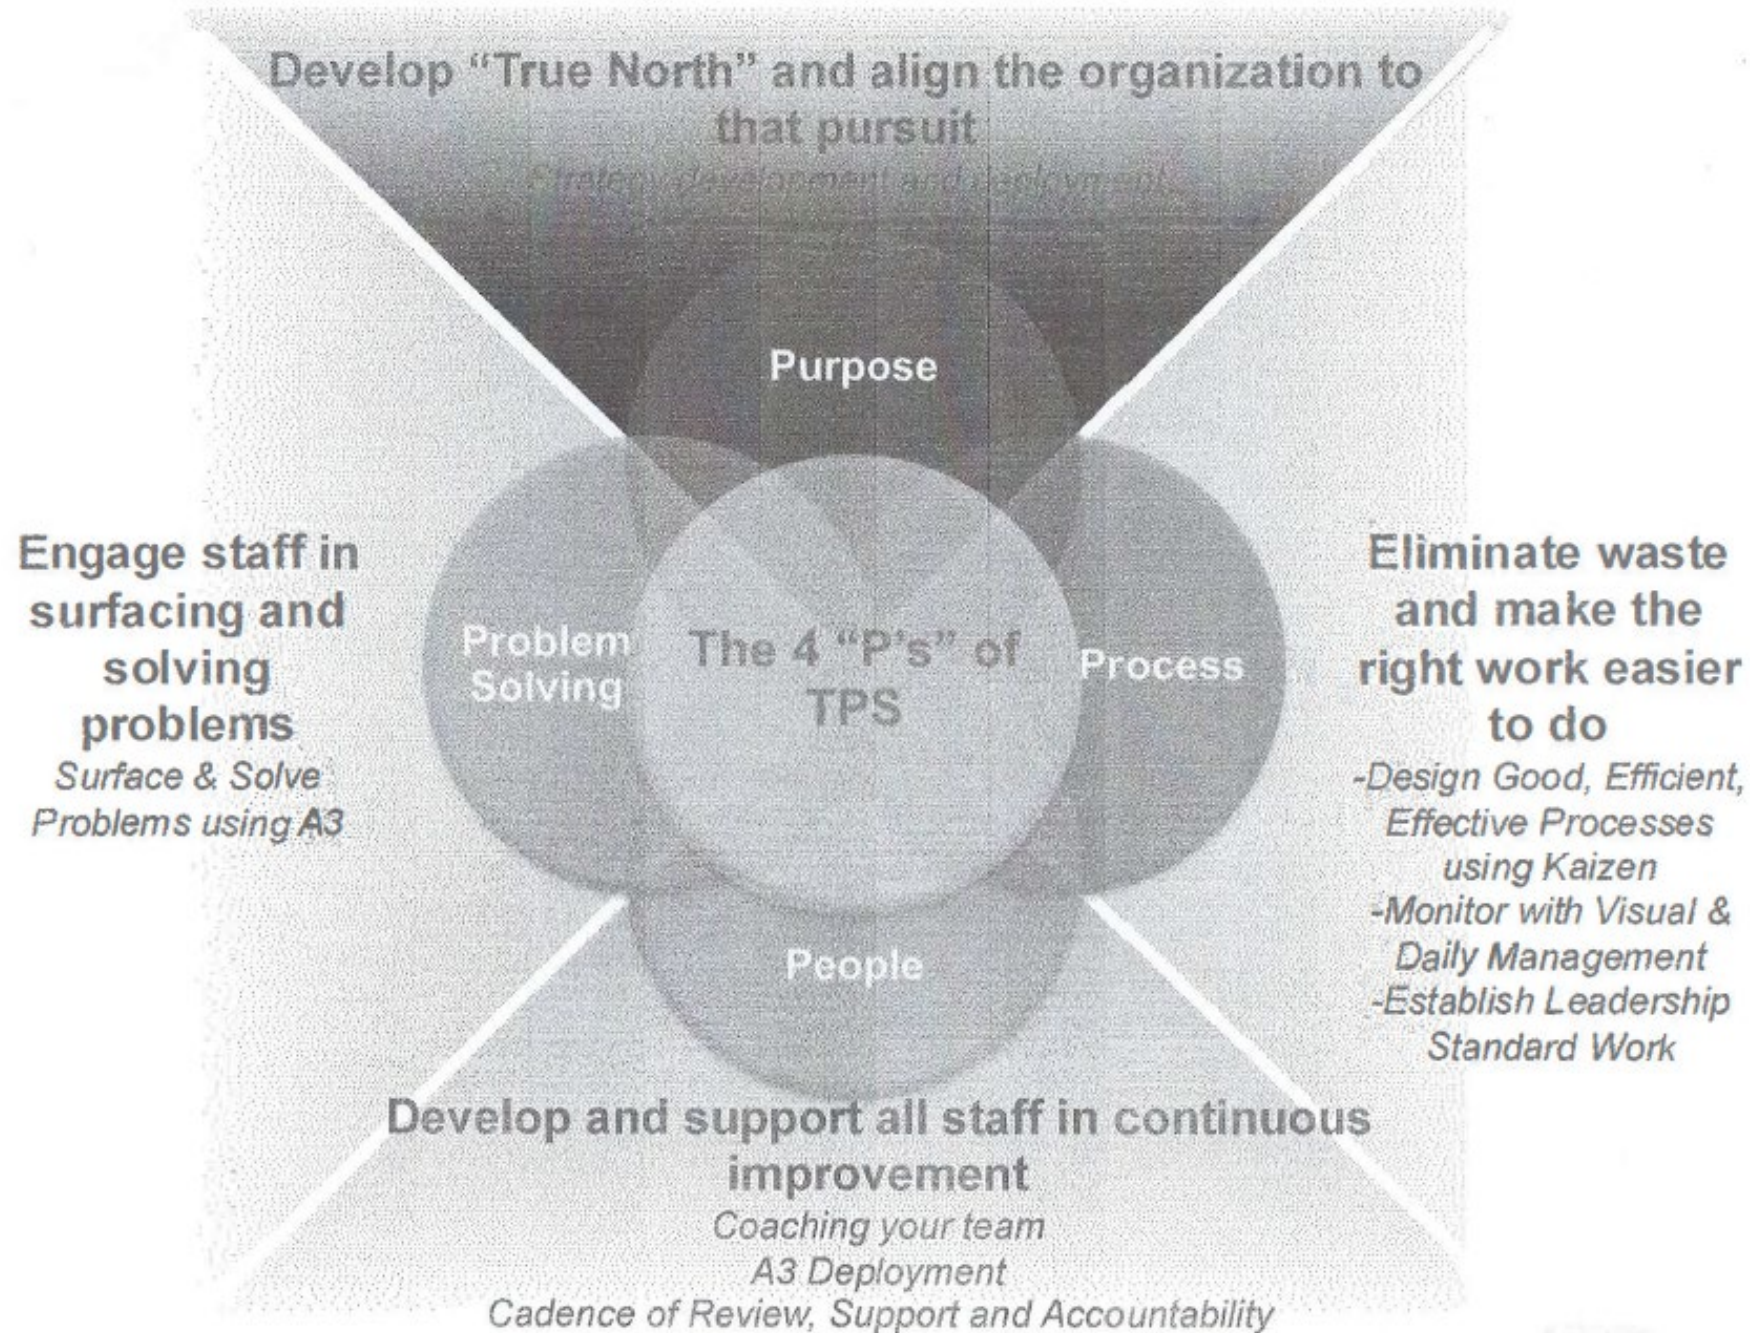 Develop “True North” and align the organization to
that pursuit
Strategy development and deployment
Purpose
Engage staff in
surfacing and
solving
problems
Surface & Solve
Problems using A3
Problem
Solving
The 4 “P’s” of
TPS
Process
Eliminate waste
and make the
right work easier
to do
-Design Good, Efficient,
Effective Processes
using Kaizen
-Monitor with Visual &
Daily Management
-Establish Leadership
Standard Work
People
Develop and support all staff in continuous
improvement
Coaching your team
A3 Deployment
Cadence of Review, Support and Accountability